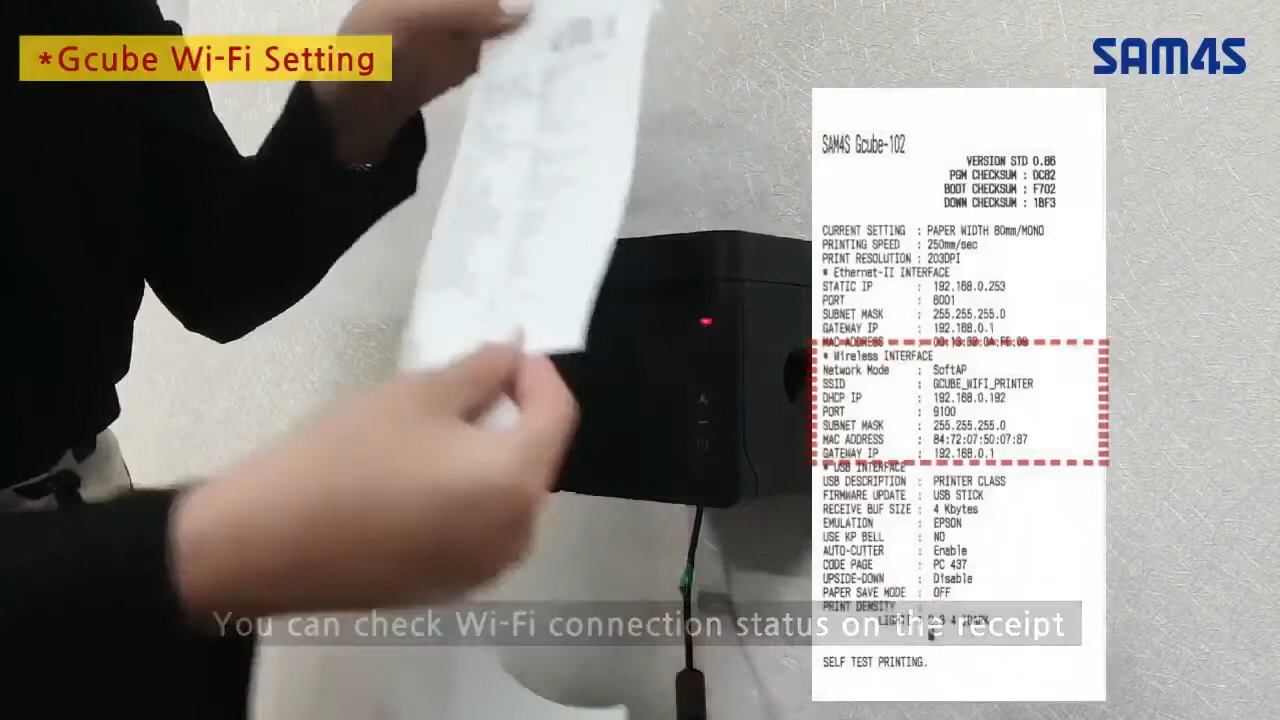 *Gcube Wi-Fi Setting
SAM4S
SAM4S Gcube-102
VERSION STD 0.86
PGM CHECKSUM : DC82
BOOT CHECKSUM : F702
DOWN CHECKSUM : 1BF3
CURRENT SETTING : PAPER WIDTH 80mm/MONO
PRINTING SPEED : 250mm/sec
PRINT RESOLUTION : 203DPI
* Ethernet-II INTERFACE
STATIC IP : 192.168.0.253
PORT : 6001
SUBNET MASK : 255.255.255.0
GATEWAY IP : 192.168.0.1
MAC ADDRESS :
* Wireless INTERFACE
Network Mode : SoftAP
SSID : GCUBE_WIFI_PRINTER
DHCP IP : 192.168.0.192
PORT : 9100
SUBNET MASK : 255.255.255.0
MAC ADDRESS : 84:72:07:50:07:87
GATEWAY IP : 192.168.0.1
* USB INTERFACE
USB DESCRIPTION : PRINTER CLASS
FIRMWARE UPDATE : USB STICK
RECEIVE BUF SIZE : 4 Kbytes
EMULATION : EPSON
USE KP BELL : NO
AUTO-CUTTER : Enable
CODE PAGE : PC 437
UPSIDE-DOWN : Disable
PAPER SAVE MODE : OFF
PRINT DENSITY
You can check Wi-Fi connection status on the receipt
SELF TEST PRINTING.